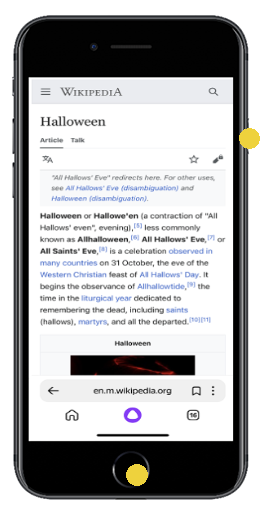 WIKIPEDIA
Halloween
Article Talk
"All Hallows' Eve" redirects here. For other uses,
see All Hallows' Eve (disambiguation) and
Halloween (disambiguation).
Halloween or Hallowe'en (a contraction of "All
Hallows' even", evening),[5] less commonly
known as Allhalloween,[6] All Hallows' Eve,[7] or
All Saints' Eve,[8] is a celebration observed in
many countries on 31 October, the eve of the
Western Christian feast of All Hallows' Day. It
begins the observance of Allhallowtide,[9] the
time in the liturgical year dedicated to
remembering the dead, including saints
(hallows), martyrs, and all the departed.[10][11]
Halloween
en.m.wikipedia.org
16